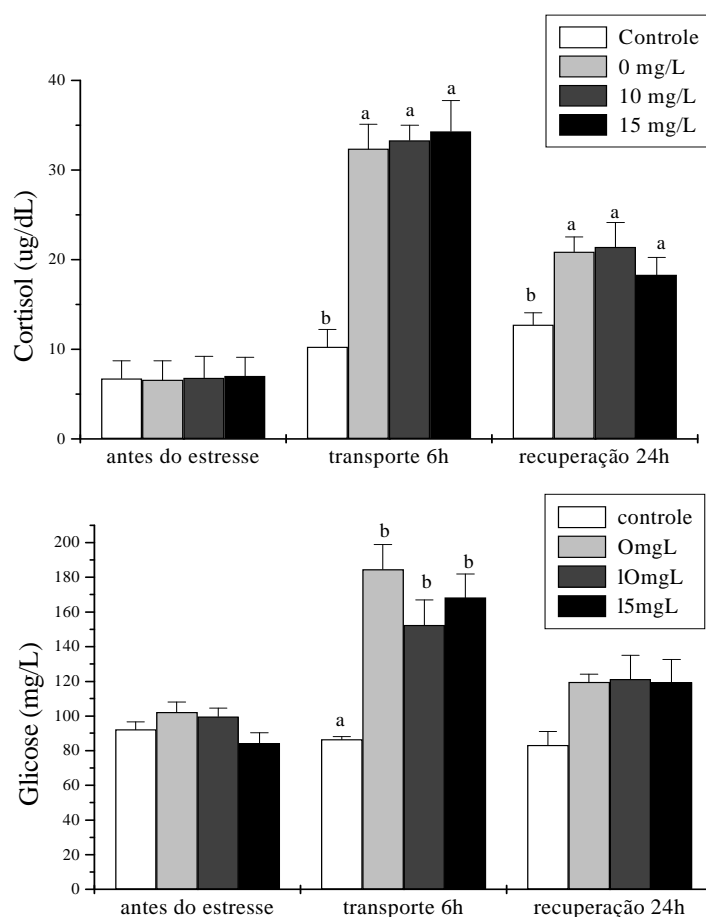 Controle
0 mg/L
10 mg/L
15 mg/L
40
30
20
10
0
Cortisol (ug/dL)
a
a
a
b
a
a
a
b
antes do estresse
transporte 6h
recuperação 24h
controle
OmgL
lOmgL
l5mgL
200
180
160
140
120
100
80
60
40
20
0
Glicose (mg/L)
b
b
b
a
antes do estresse
transporte 6h
recuperação 24h